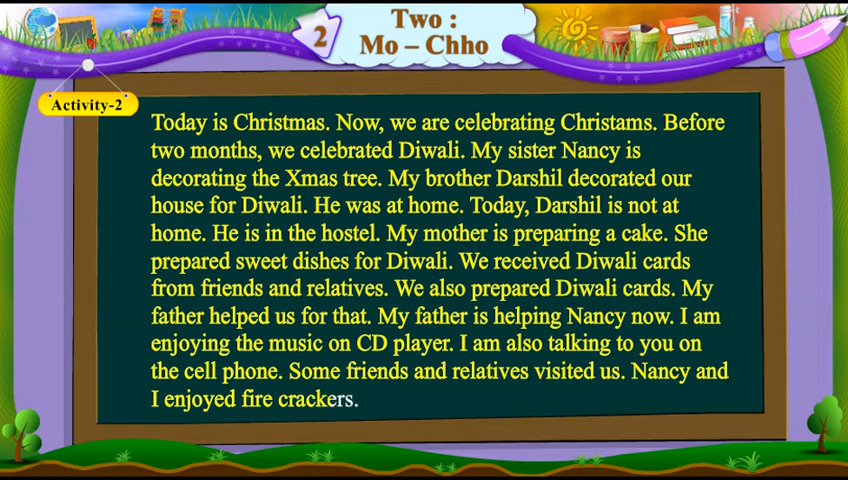 2
Two :
Mo – Chho
Activity-2
Today is Christmas. Now, we are celebrating Christams. Before
two months, we celebrated Diwali. My sister Nancy is
decorating the Xmas tree. My brother Darshil decorated our
house for Diwali. He was at home. Today, Darshil is not at
home. He is in the hostel. My mother is preparing a cake. She
prepared sweet dishes for Diwali. We received Diwali cards
from friends and relatives. We also prepared Diwali cards. My
father helped us for that. My father is helping Nancy now. I am
enjoying the music on CD player. I am also talking to you on
the cell phone. Some friends and relatives visited us. Nancy and
I enjoyed fire crackers.